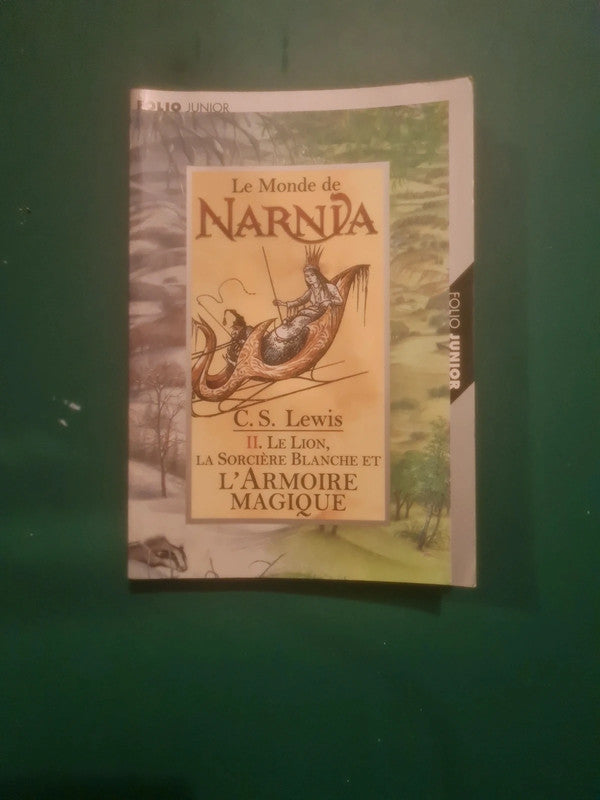 FOLIO JUNIOR
Le Monde de
NARNIA
C. S. Lewis
II. Le Lion,
la Sorcière Blanche et
l'Armoire
magique
FOLIO JUNIOR